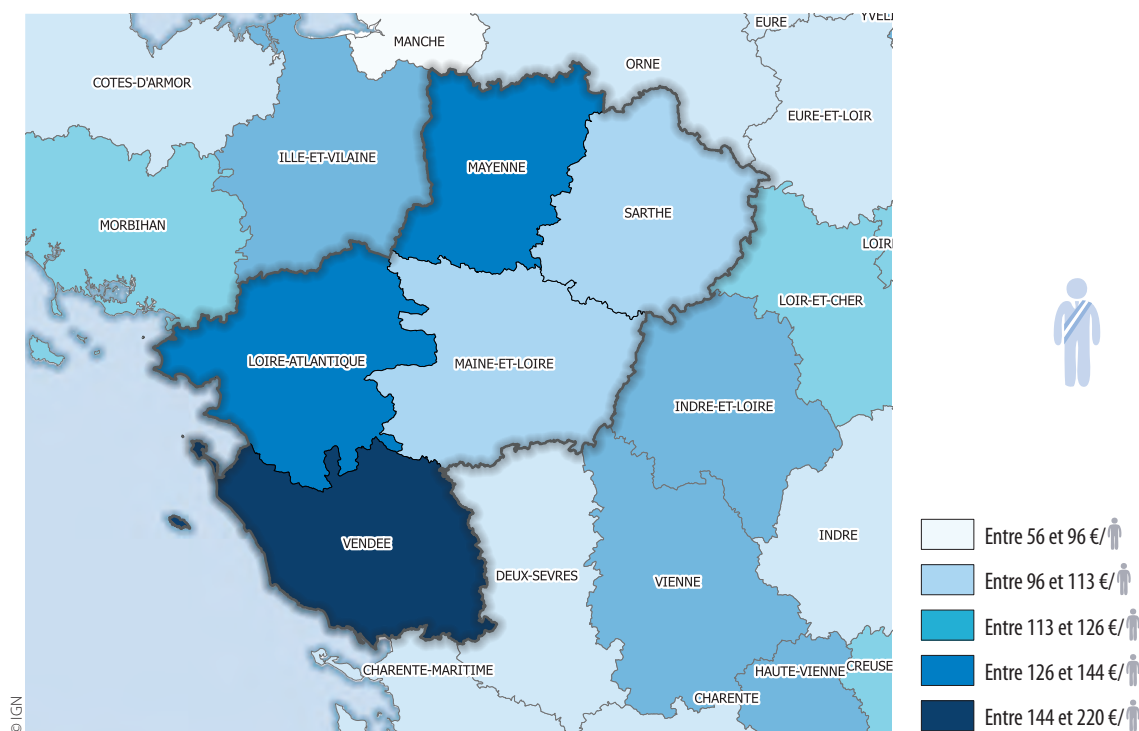 EURE
YVEL
MANCHE
ORNE
COTES-D'ARMOR
EURE-ET-LOIR
ILLE-ET-VILAINE
MAYENNE
SARTHE
MORBIHAN
LOIR
LOIR-ET-CHER
LOIRE-ATLANTIQUE
MAINE-ET-LOIRE
INDRE-ET-LOIRE
VENDEE
INDRE
DEUX-SEVRES
VIENNE
CHARENTE-MARITIME
HAUTE-VIENNE
CREUSE
CHARENTE
© IGN
Entre 56 et 96 €/
Entre 96 et 113 €/
Entre 113 et 126 €/
Entre 126 et 144 €/
Entre 144 et 220 €/